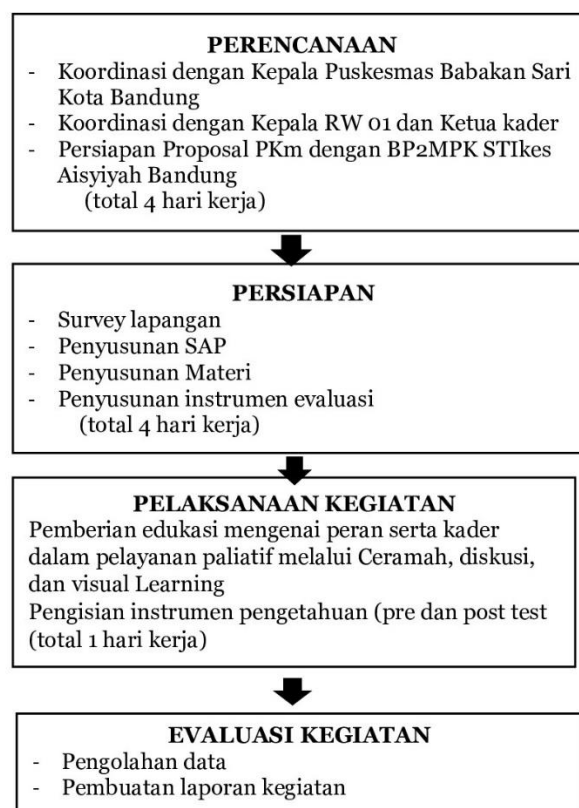 PERENCANAAN
- Koordinasi dengan Kepala Puskesmas Babakan Sari
Kota Bandung
- Koordinasi dengan Kepala RW 01 dan Ketua kader
- Persiapan Proposal PKm dengan BP2MPK STIkes
Aisyiyah Bandung
(total 4 hari kerja)
PERSIAPAN
- Survey lapangan
- Penyusunan SAP
- Penyusunan Materi
- Penyusunan instrumen evaluasi
(total 4 hari kerja)
PELAKSANAAN KEGIATAN
Pemberian edukasi mengenai peran serta kader
dalam pelayanan paliatif melalui Ceramah, diskusi,
dan visual Learning
Pengisian instrumen pengetahuan (pre dan post test
(total 1 hari kerja)
EVALUASI KEGIATAN
- Pengolahan data
- Pembuatan laporan kegiatan